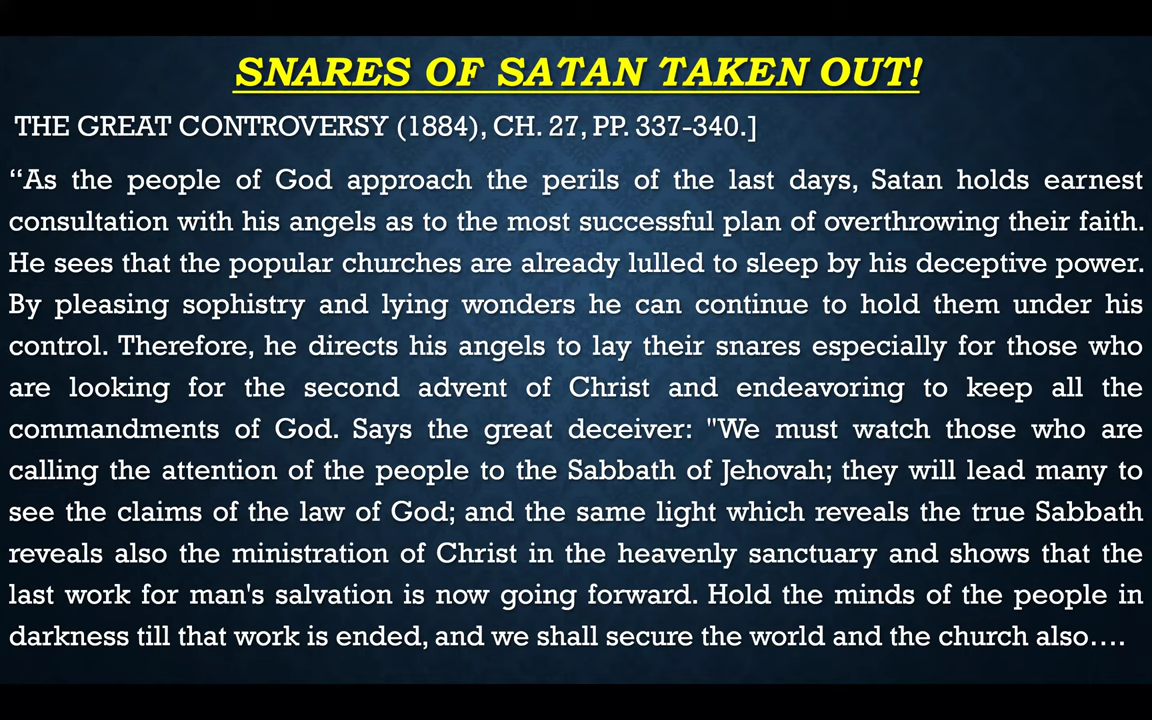 SNARES OF SATAN TAKEN OUT!
THE GREAT CONTROVERSY (1884), CH. 27, PP. 337-340.]
“As the people of God approach the perils of the last days, Satan holds earnest
consultation with his angels as to the most successful plan of overthrowing their faith.
He sees that the popular churches are already lulled to sleep by his deceptive power.
By pleasing sophistry and lying wonders he can continue to hold them under his
control. Therefore, he directs his angels to lay their snares especially for those who
are looking for the second advent of Christ and endeavoring to keep all the
commandments of God. Says the great deceiver: "We must watch those who are
calling the attention of the people to the Sabbath of Jehovah; they will lead many to
see the claims of the law of God; and the same light which reveals the true Sabbath
reveals also the ministration of Christ in the heavenly sanctuary and shows that the
last work for man's salvation is now going forward. Hold the minds of the people in
darkness till that work is ended, and we shall secure the world and the church also….